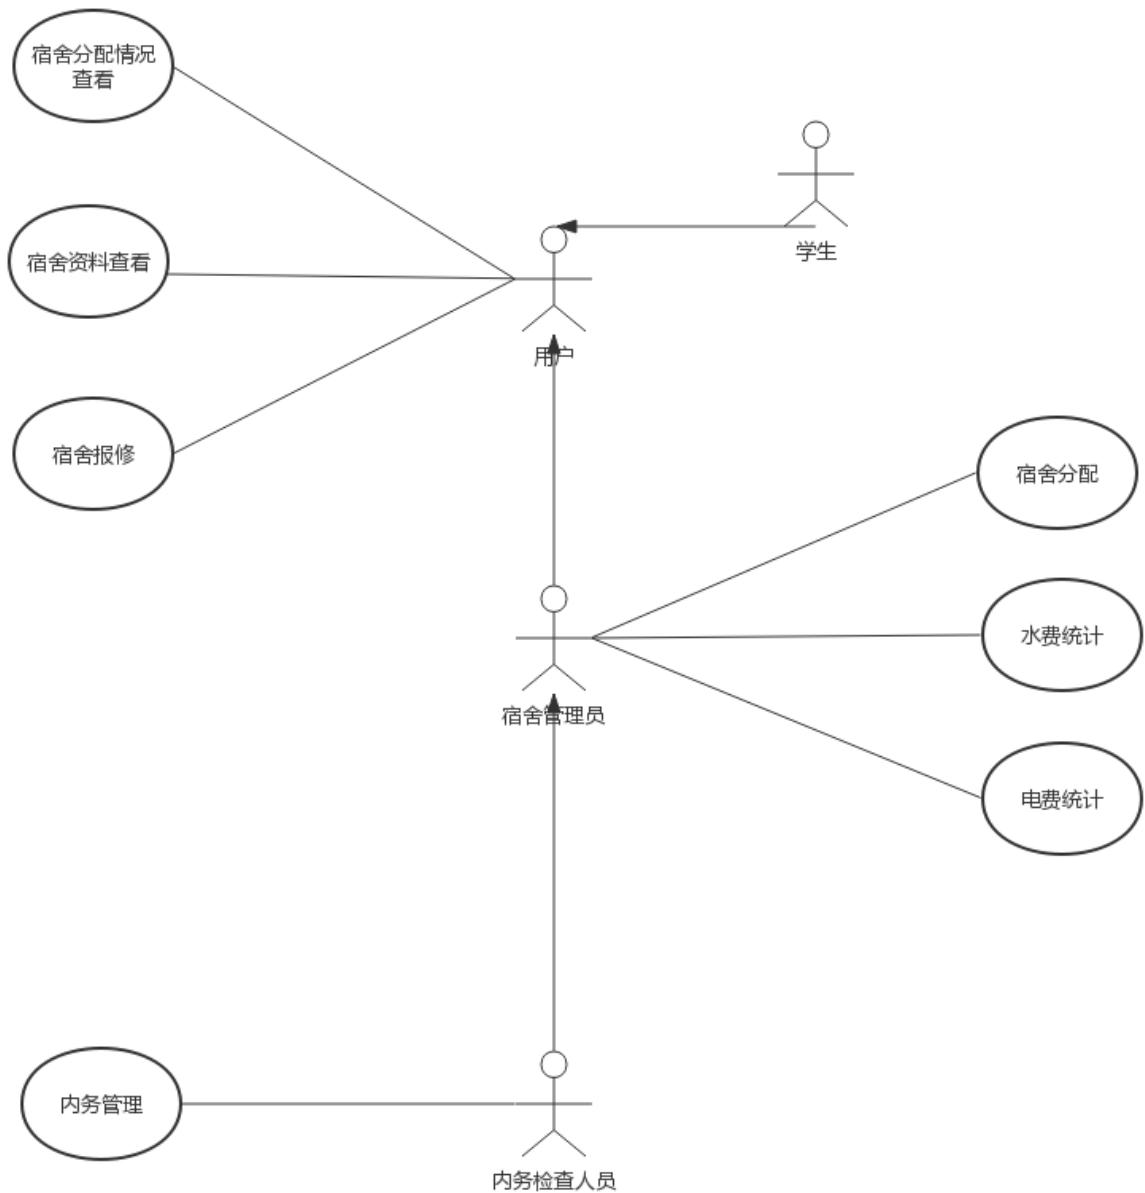 宿舍分配情况
查看
学生
宿舍资料查看
用户
宿舍报修
宿舍分配
水费统计
宿舍管理员
电费统计
内务管理
内务检查人员